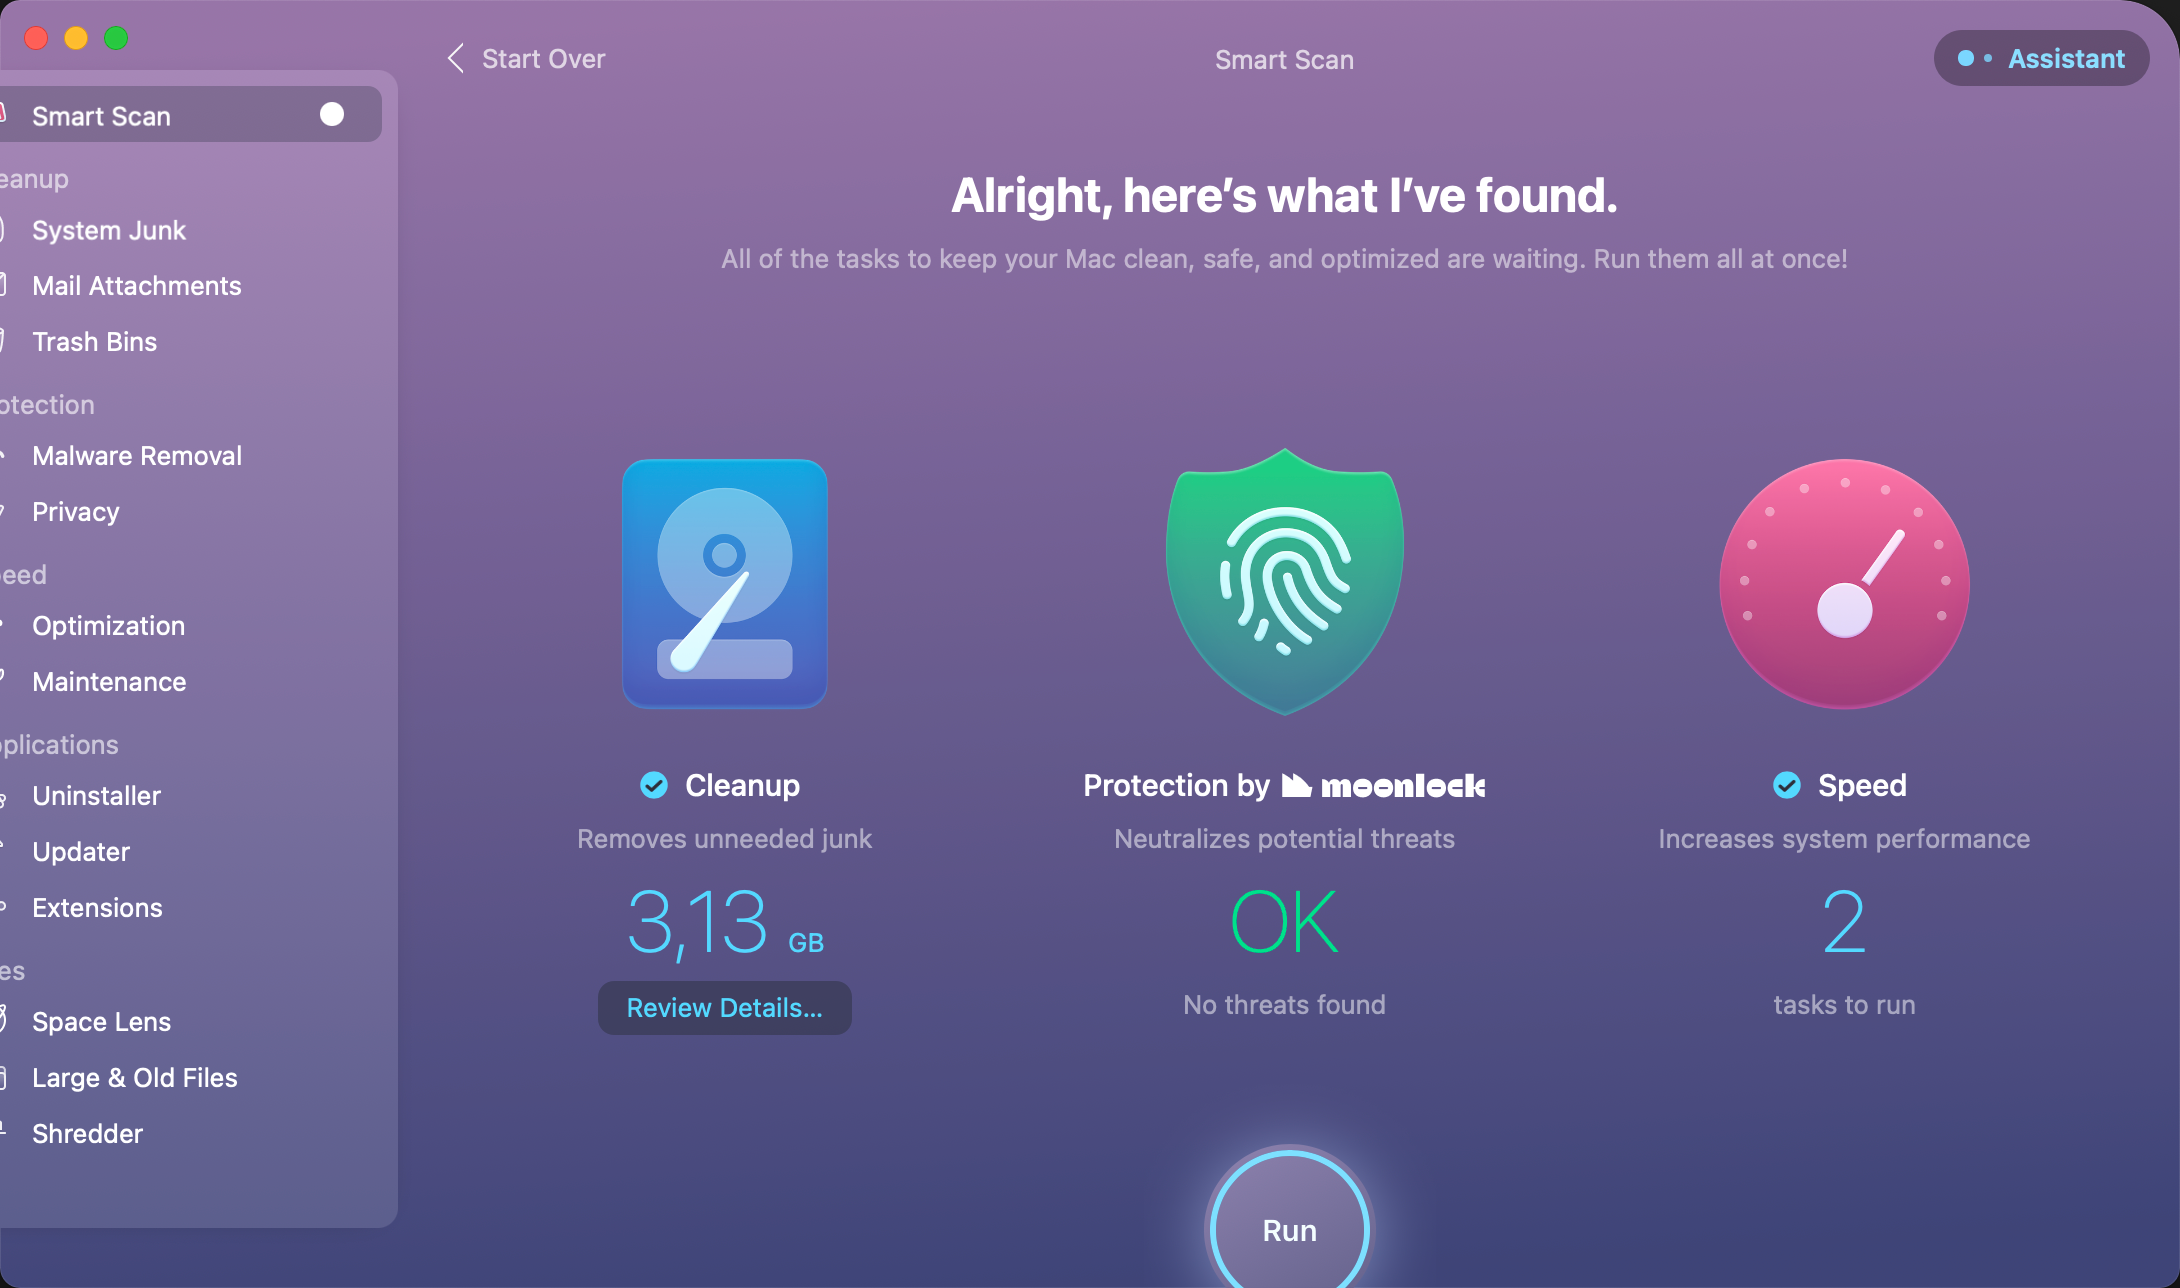 Start Over
Smart Scan
Assistant
Smart Scan
eanup
System Junk
Mail Attachments
Trash Bins
otection
Malware Removal
Privacy
eed
Optimization
Maintenance
plications
Uninstaller
Updater
Extensions
es
Space Lens
Large & Old Files
Shredder
Alright, here’s what I’ve found.
All of the tasks to keep your Mac clean, safe, and optimized are waiting. Run them all at once!
Cleanup
Removes unneeded junk
3,13 GB
Review Details...
Protection by moonlock
Neutralizes potential threats
OK
No threats found
Speed
Increases system performance
2
tasks to run
Run